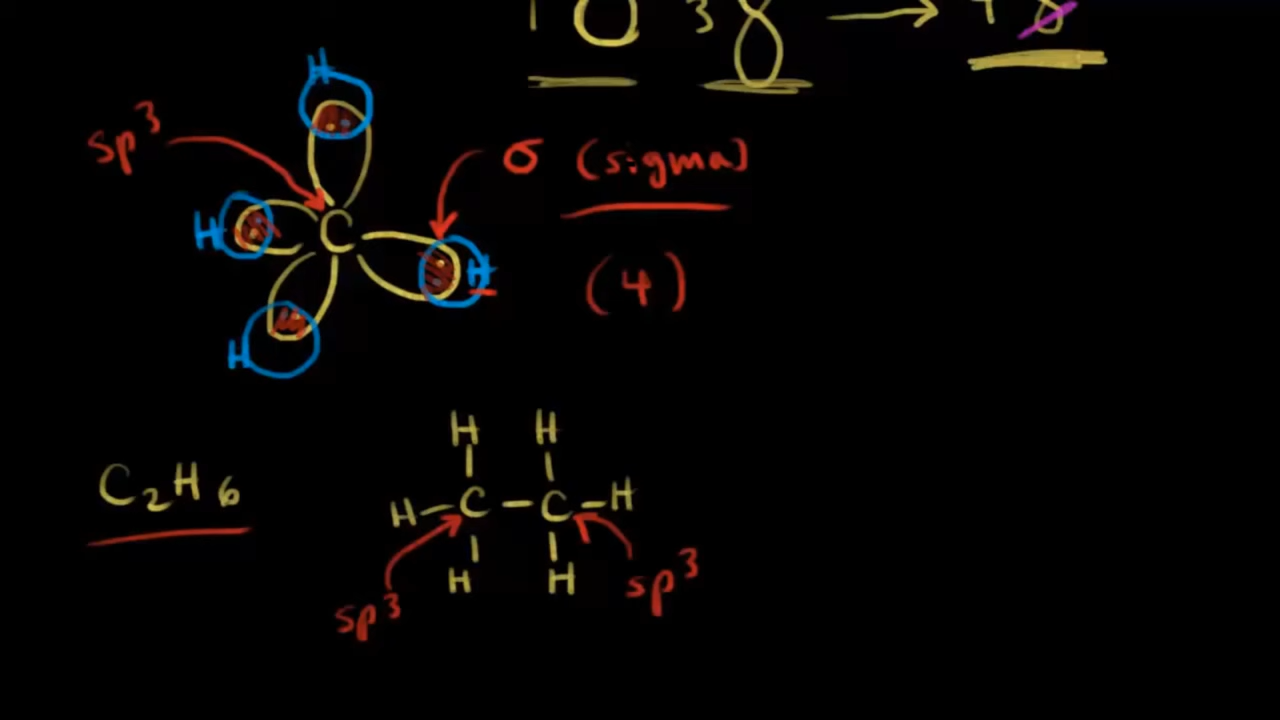 H
sp³
σ (sigma)
H C H
(4)
H
H H
C₂H₆ H–C–C–H
H H
sp³ sp³